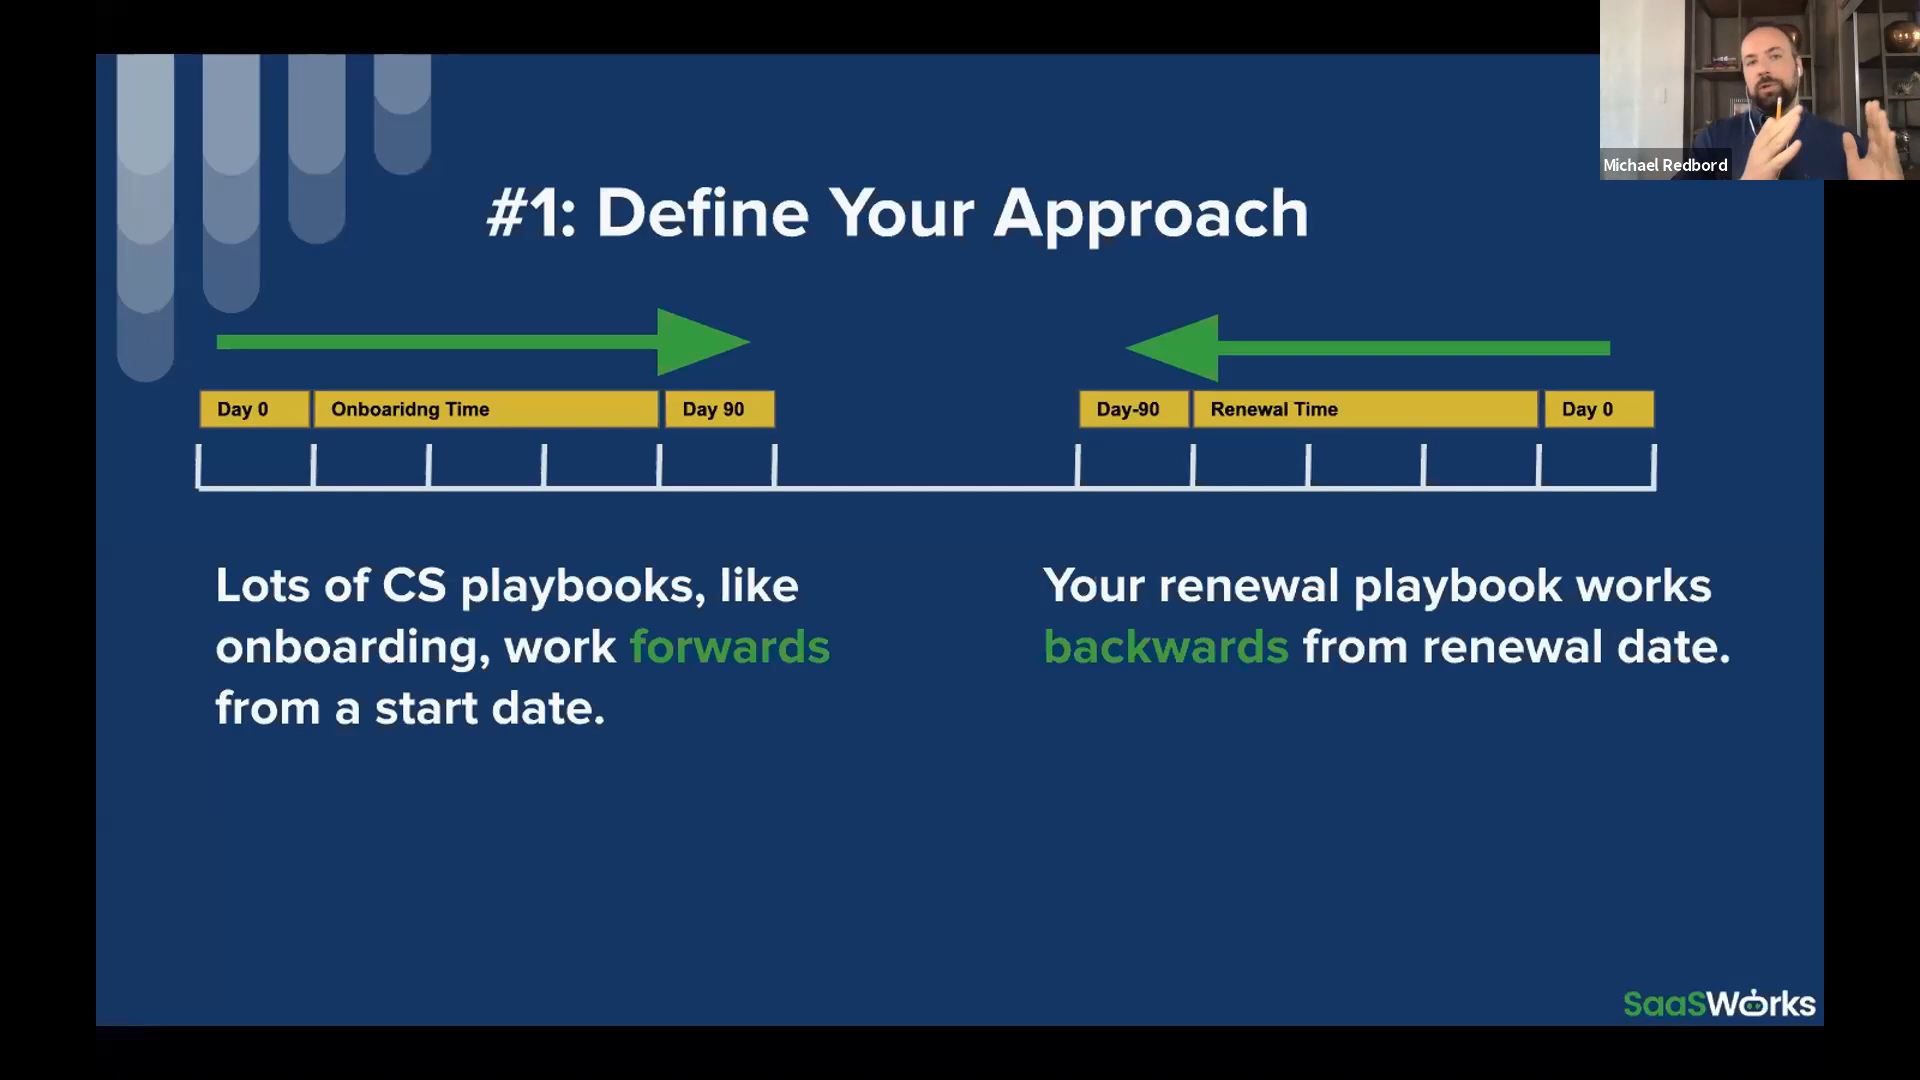 Michael Redbord
#1: Define Your Approach
Day 0
Onboaridng Time
Day 90
Day-90
Renewal Time
Day 0
Lots of CS playbooks, like
onboarding, work forwards
from a start date.
Your renewal playbook works
backwards from renewal date.
SaaSWorks